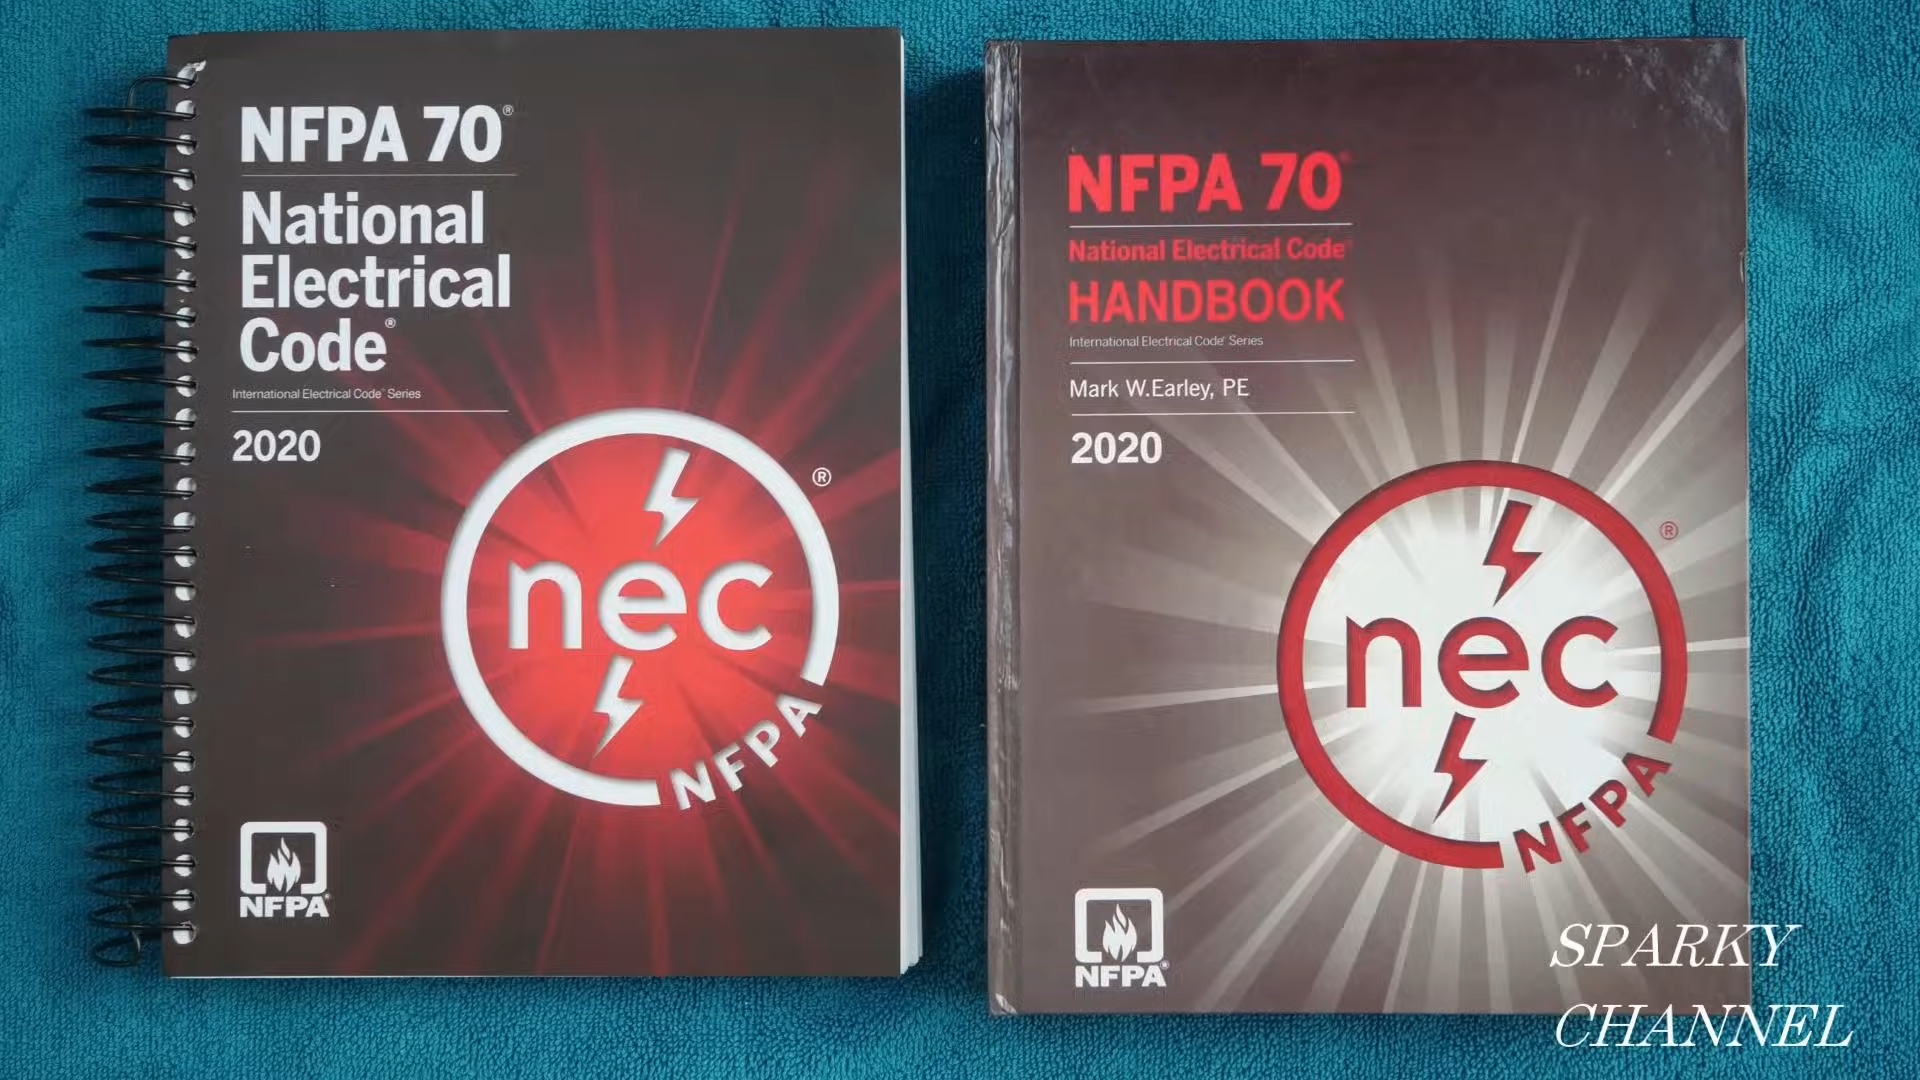 NFPA 70®
National
Electrical
Code®
International Electrical Code® Series
2020
®
nec
NFPA
NFPA
NFPA 70®
National Electrical Code®
HANDBOOK
International Electrical Code® Series
Mark W.Earley, PE
2020
®
nec
NFPA
NFPA®
SPARKY
CHANNEL